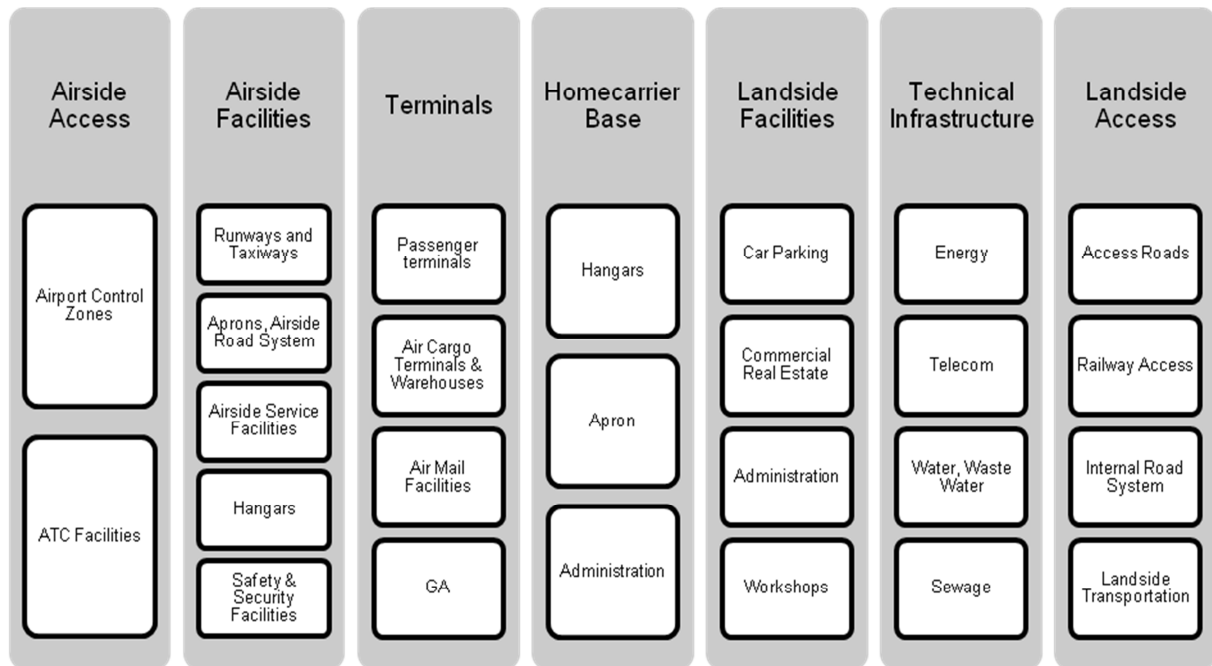 Airside
Access
Airport Control
Zones
ATC Facilities
Airside
Facilities
Runways and
Taxiways
Aprons, Airside
Road System
Airside Service
Facilities
Hangars
Safety &
Security
Facilities
Terminals
Passenger
terminals
Air Cargo
Terminals &
Warehouses
Air Mail
Facilities
GA
Homecarrier
Base
Hangars
Apron
Administration
Landside
Facilities
Car Parking
Commercial
Real Estate
Administration
Workshops
Technical
Infrastructure
Energy
Telecom
Water, Waste
Water
Sewage
Landside
Access
Access Roads
Railway Access
Internal Road
System
Landside
Transportation